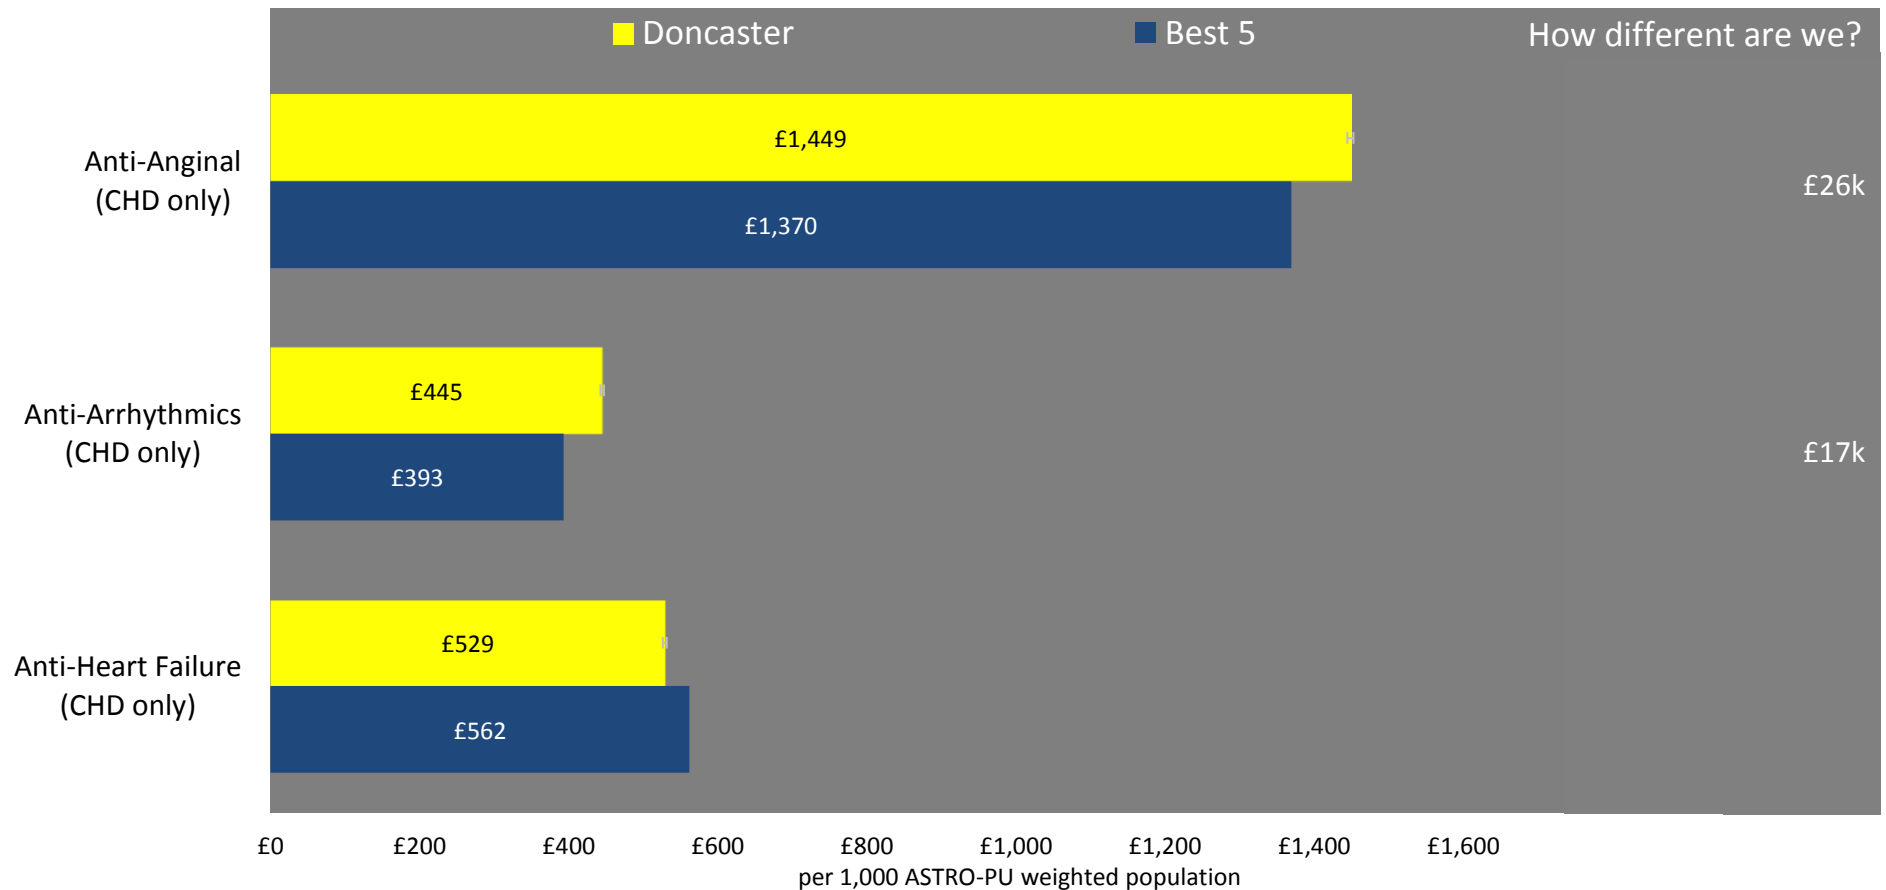 Doncaster
Best 5
How different are we?
Anti-Anginal
(CHD only)
£1,449
£1,370
£26k
Anti-Arrhythmics
(CHD only)
£445
£393
£17k
Anti-Heart Failure
(CHD only)
£529
£562
£0 £200 £400 £600 £800 £1,000 £1,200 £1,400 £1,600
per 1,000 ASTRO-PU weighted population